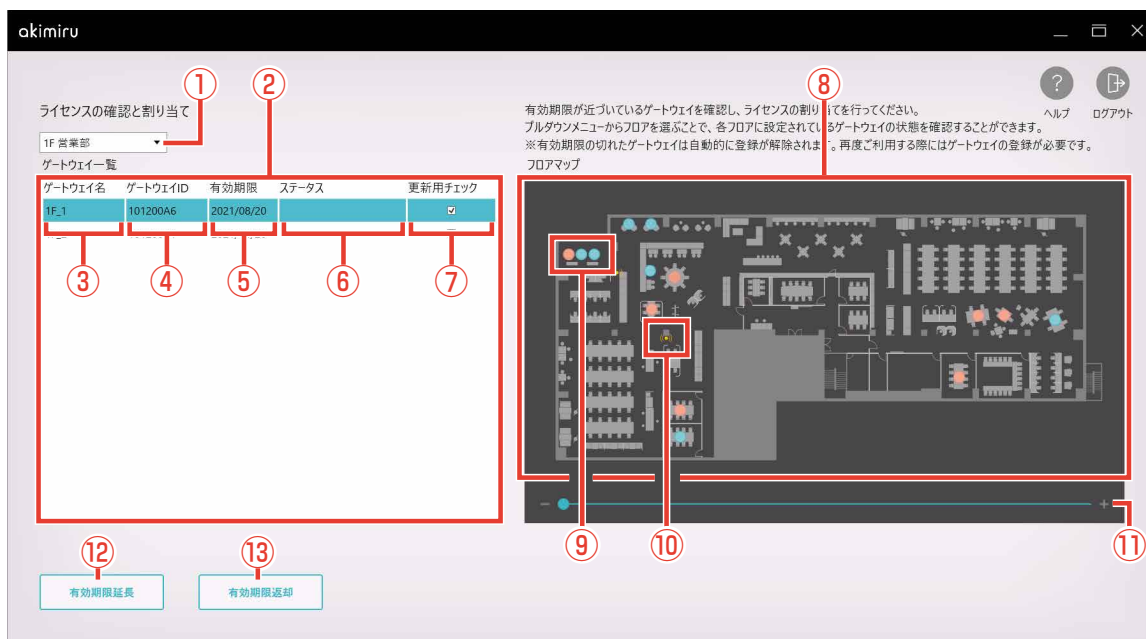 akimiru
① ② ⑧
ライセンスの確認と割り当て
1F 営業部
ゲートウェイ一覧
ゲートウェイ名 ゲートウェイID 有効期限 ステータス 更新用チェック
1F_1 101200A6 2021/08/20
③ ④ ⑤ ⑥ ⑦
有効期限が近づいているゲートウェイを確認し、ライセンスの割り当てを行ってください。
プルダウンメニューからフロアを選ぶことで、各フロアに設定されているゲートウェイの状態を確認することができます。
※有効期限の切れたゲートウェイは自動的に登録が解除されます。再度ご利用する際にはゲートウェイの登録が必要です。
フロアマップ
?
ヘルプ ログアウト
⑨ ⑩ ⑪
⑫ ⑬
有効期限延長 有効期限返却